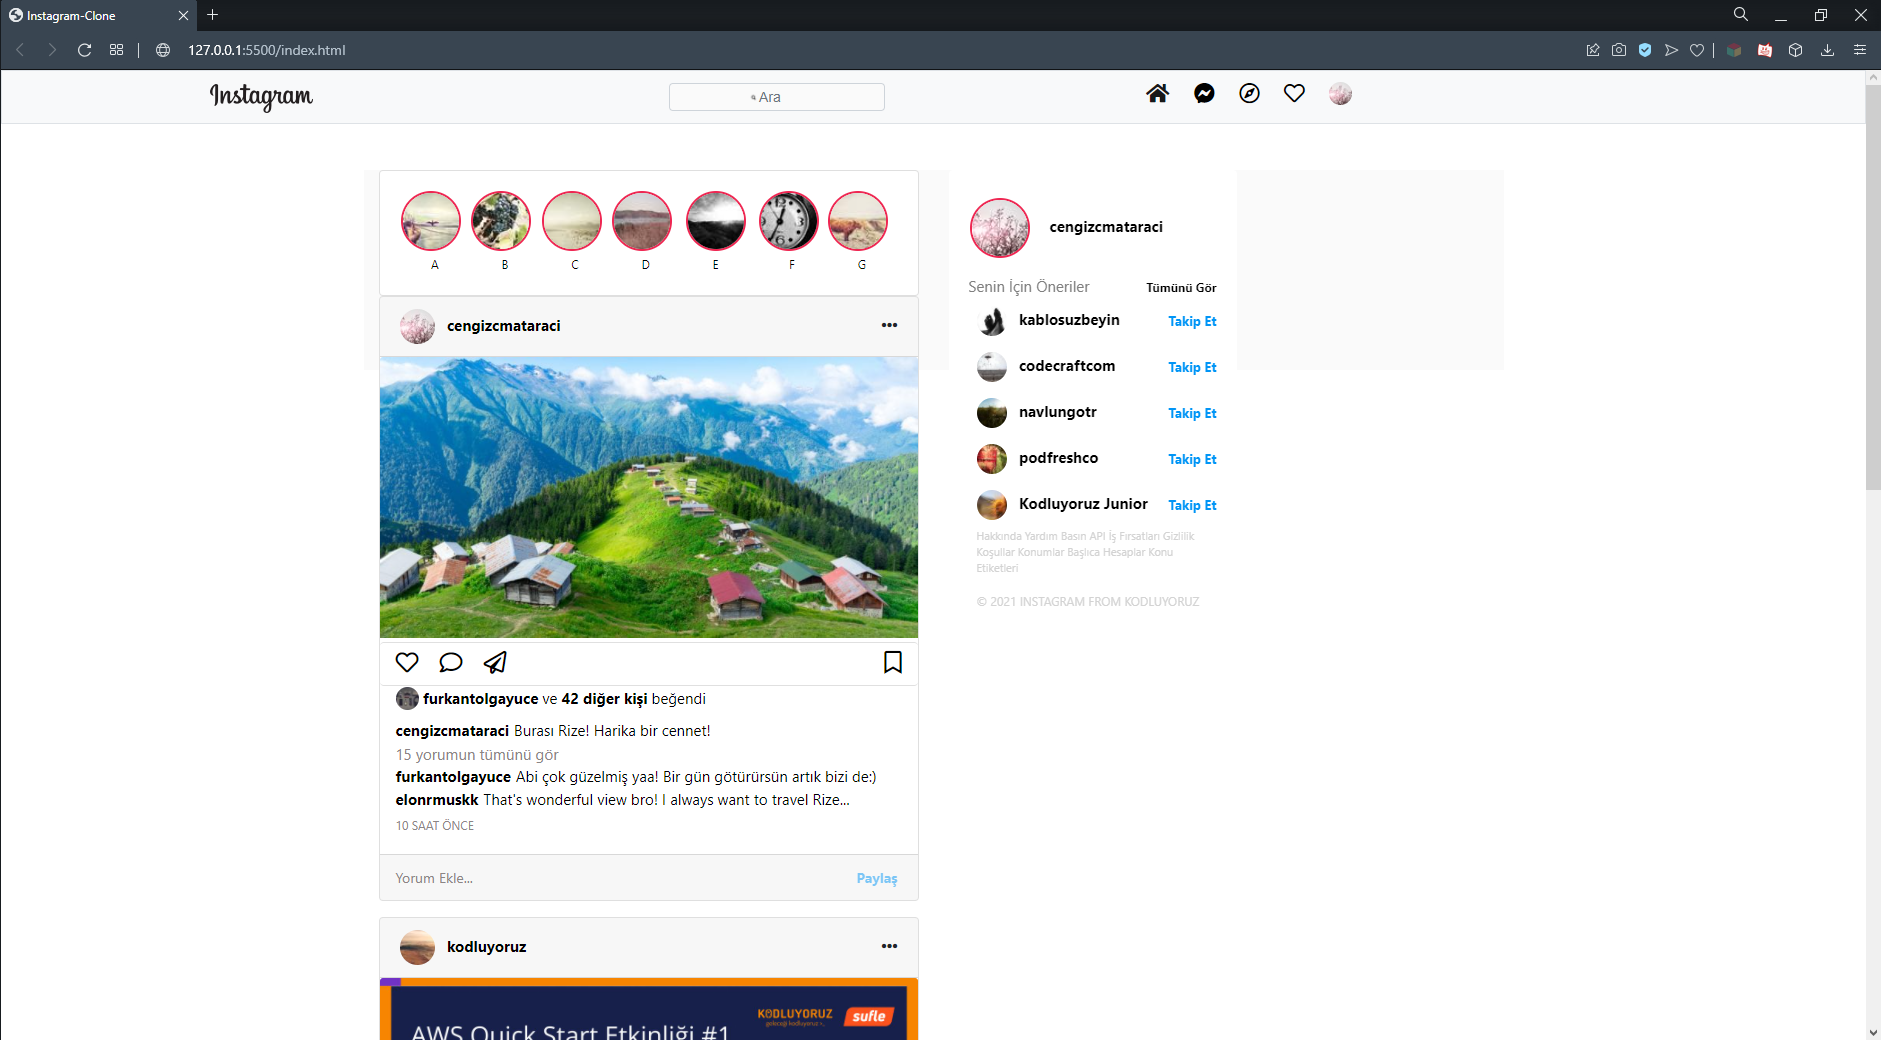 Instagram-Clone
127.0.0.1:5500/index.html
Instagram
Ara
A B C D E F G
cengizcmataraci
furkantolgayuce ve 42 diğer kişi beğendi
cengizcmataraci Burası Rize! Harika bir cennet!
15 yorumun tümünü gör
furkantolgayuce Abi çok güzelmiş yaa! Bir gün götürürsün artık bizi de:)
elonrmuskk That's wonderful view bro! I always want to travel Rize...
10 SAAT ÖNCE
Yorum Ekle... Paylaş
kodluyoruz
KODLUYORUZ
geleceği kodluyoruz
sufle
AWS Quick Start Etkinliği #1
cengizcmataraci
Senin İçin Öneriler Tümünü Gör
kablosuzbeyin Takip Et
codecraftcom Takip Et
navlungotr Takip Et
podfreshco Takip Et
Kodluyoruz Junior Takip Et
Hakkında Yardım Basın API İş Fırsatları Gizlilik
Koşullar Konumlar Başlıca Hesaplar Konu
Etiketleri
© 2021 INSTAGRAM FROM KODLUYORUZ